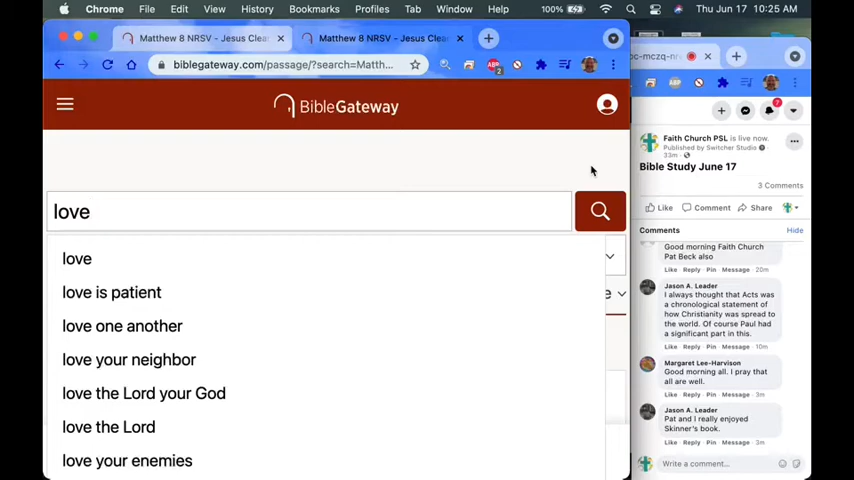 Chrome File Edit View History Bookmarks Profiles Tab Window Help 100% Thu Jun 17 10:25 AM
Matthew 8 NRSV - Jesus Clea
Matthew 8 NRSV - Jesus Clea
biblegateway.com/passage/?search=Matth...
2
BibleGateway
love
love
love is patient
love one another
love your neighbor
love the Lord your God
love the Lord
love your enemies
7
Faith Church PSL is live now.
Published by Switcher Studio
33m
Bible Study June 17
3 Comments
Like Comment Share
Comments Hide
Good morning Faith Church
Pat Beck also
Like Reply Pin Message 20m
Jason A. Leader
I always thought that Acts was
a chronological statement of
how Christianity was spread to
the world. Of course Paul had
a significant part in this.
Like Reply Pin Message 10m
Margaret Lee-Harvison
Good morning all. I pray that
all are well.
Like Reply Pin Message 3m
Jason A. Leader
Pat and I really enjoyed
Skinner's book.
Like Reply Pin Message 3m
Write a comment...